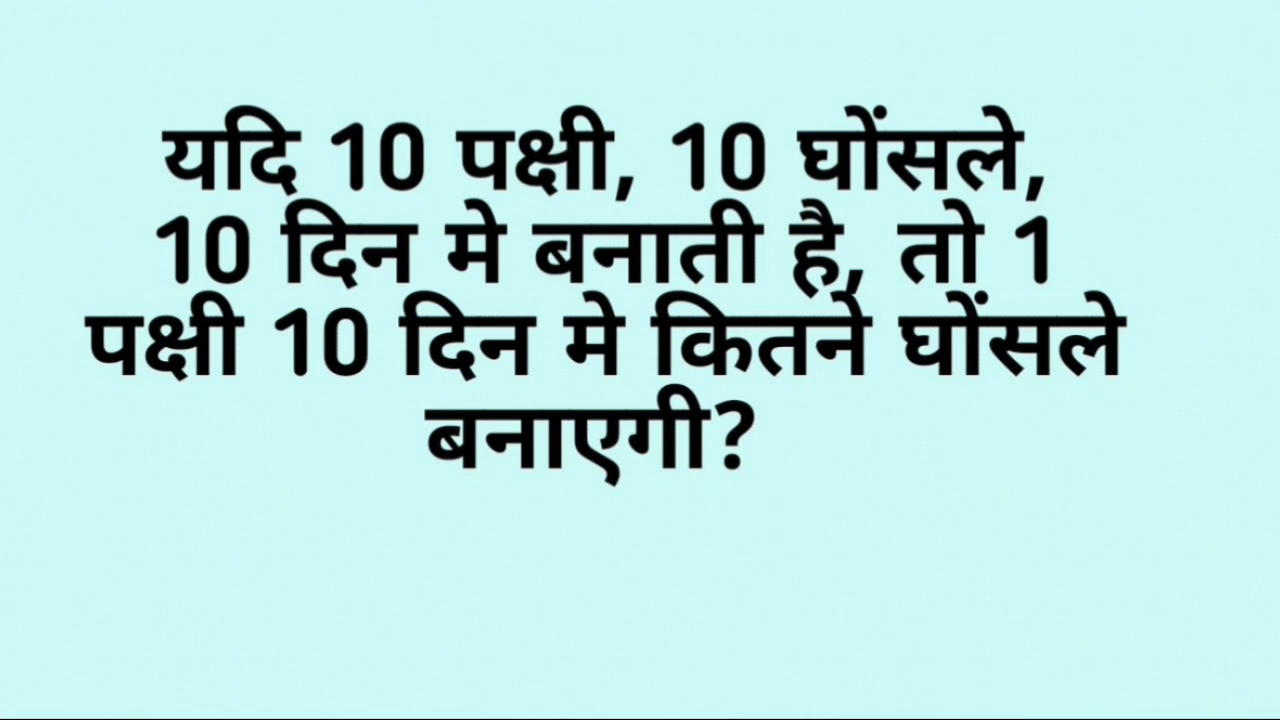 यदि 10 पक्षी, 10 घोंसले,
10 दिन मे बनाती है, तो 1
पक्षी 10 दिन मे कितने घोंसले
बनाएगी?